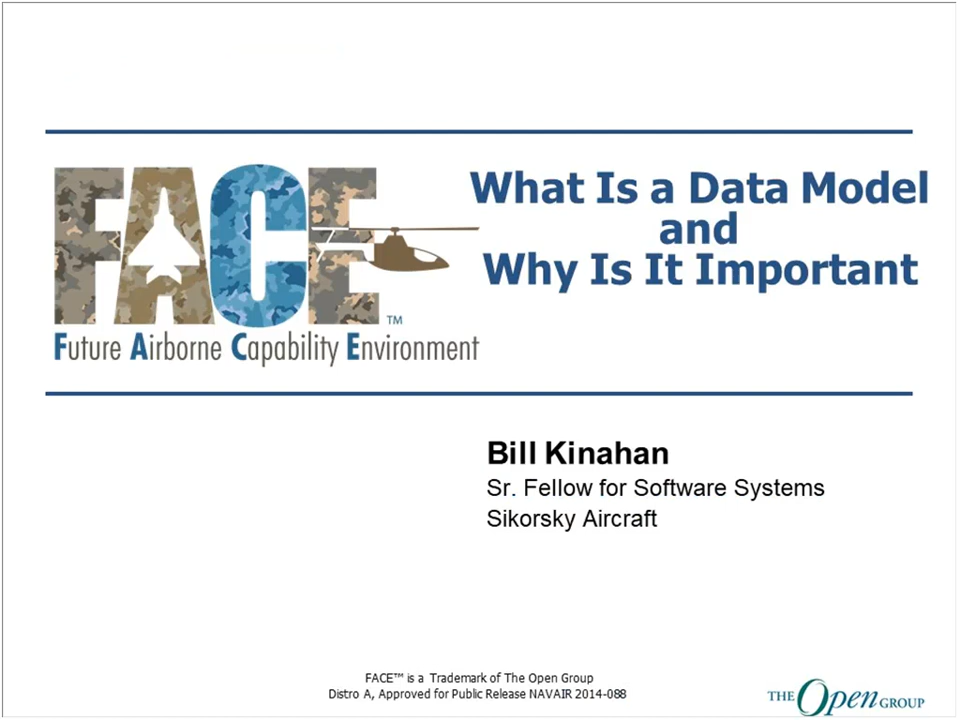 FACE™
Future Airborne Capability Environment
What Is a Data Model
and
Why Is It Important
Bill Kinahan
Sr. Fellow for Software Systems
Sikorsky Aircraft
FACE™ is a Trademark of The Open Group
Distro A, Approved for Public Release NAVAIR 2014-088
THE Open GROUP